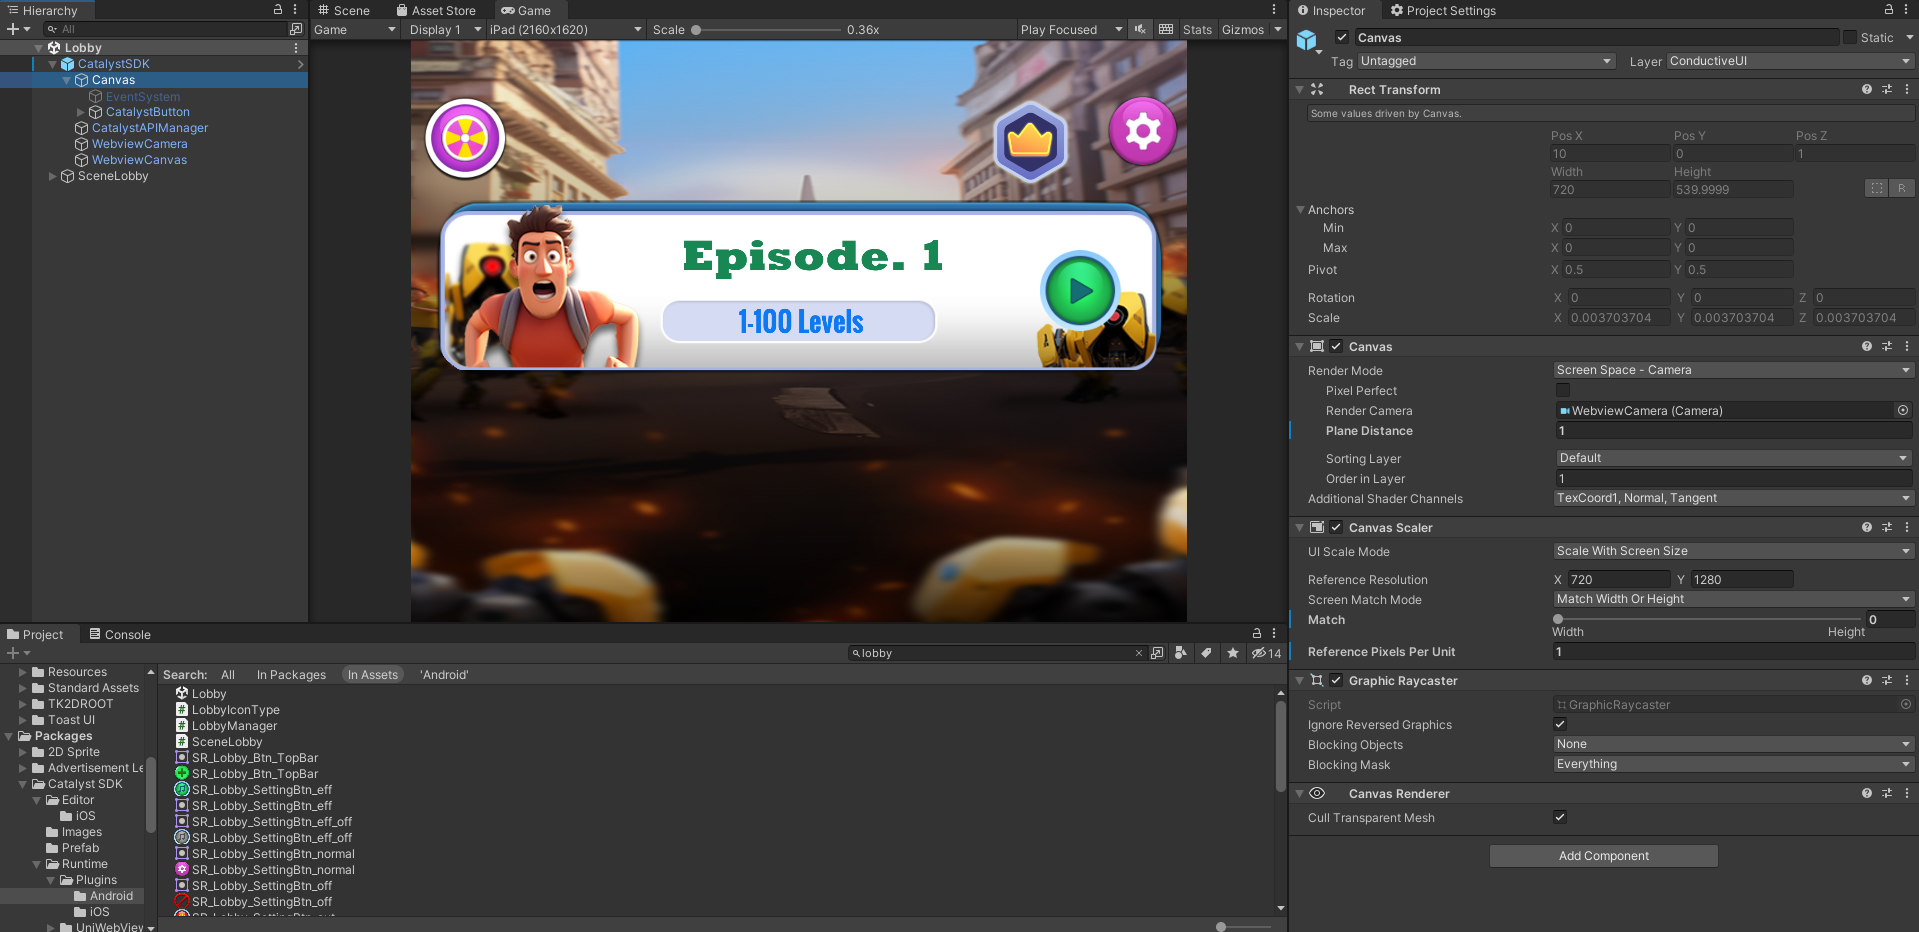 Hierarchy
All
Lobby
CatalystSDK
Canvas
EventSystem
CatalystButton
CatalystAPIManager
WebviewCamera
WebviewCanvas
SceneLobby
Scene
Asset Store
Game
Game
Display 1
iPad (2160x1620)
Scale
0.36x
Play Focused
Stats
Gizmos
Episode. 1
1-100 Levels
Project
Console
lobby
14
Resources
Standard Assets
TK2DROOT
Toast UI
Packages
2D Sprite
Advertisement Le
Catalyst SDK
Editor
iOS
Images
Prefab
Runtime
Plugins
Android
iOS
UniWebView
Search: All In Packages In Assets 'Android'
Lobby
LobbyIconType
LobbyManager
SceneLobby
SR_Lobby_Btn_TopBar
SR_Lobby_Btn_TopBar
SR_Lobby_SettingBtn_eff
SR_Lobby_SettingBtn_eff
SR_Lobby_SettingBtn_eff_off
SR_Lobby_SettingBtn_eff_off
SR_Lobby_SettingBtn_normal
SR_Lobby_SettingBtn_normal
SR_Lobby_SettingBtn_off
SR_Lobby_SettingBtn_off
Inspector
Project Settings
Canvas
Static
Tag Untagged
Layer ConductiveUI
Rect Transform
Some values driven by Canvas.
Pos X Pos Y Pos Z
10 0 1
Width Height
720 539.9999
R
Anchors
Min X 0 Y 0
Max X 0 Y 0
Pivot X 0.5 Y 0.5
Rotation X 0 Y 0 Z 0
Scale X 0.003703704 Y 0.003703704 Z 0.003703704
Canvas
Render Mode Screen Space - Camera
Pixel Perfect
Render Camera WebviewCamera (Camera)
Plane Distance 1
Sorting Layer Default
Order in Layer 1
Additional Shader Channels TexCoord1, Normal, Tangent
Canvas Scaler
UI Scale Mode Scale With Screen Size
Reference Resolution X 720 Y 1280
Screen Match Mode Match Width Or Height
Match 0
Width Height
Reference Pixels Per Unit 1
Graphic Raycaster
Script GraphicRaycaster
Ignore Reversed Graphics
Blocking Objects None
Blocking Mask Everything
Canvas Renderer
Cull Transparent Mesh
Add Component